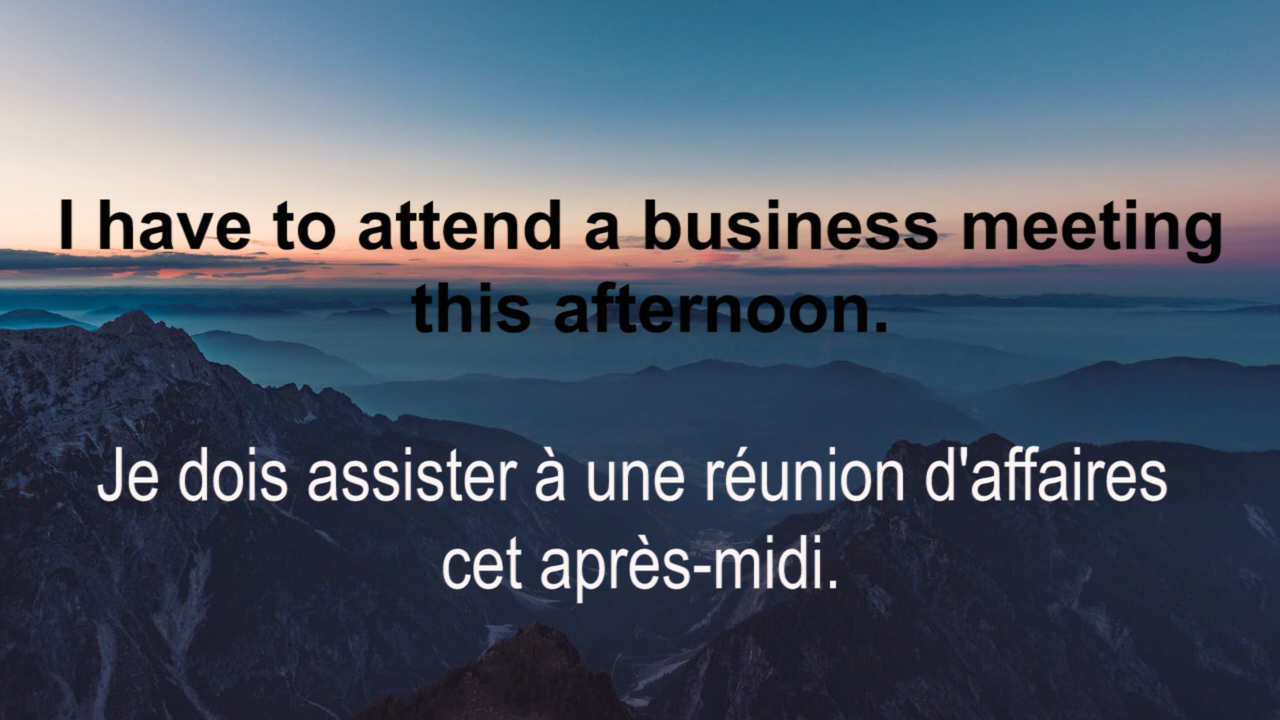 I have to attend a business meeting
this afternoon.
Je dois assister à une réunion d'affaires
cet après-midi.